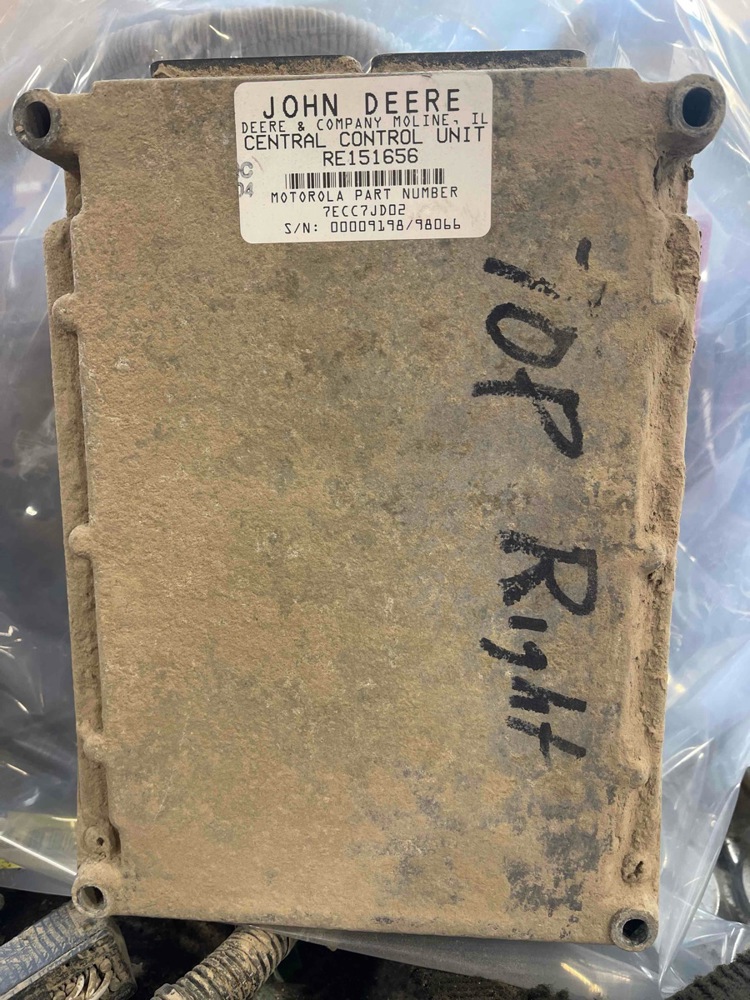 JOHN DEERE
DEERE & COMPANY MOLINE, IL
CENTRAL CONTROL UNIT
RE151656
MOTOROLA PART NUMBER
7ECC7JD02
S/N: 00009198/98066
TOP Right